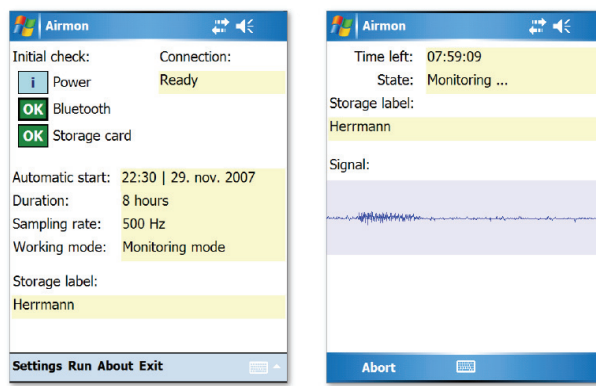 Airmon
Initial check: Connection:
i Power Ready
OK Bluetooth
OK Storage card
Automatic start: 22:30 | 29. nov. 2007
Duration: 8 hours
Sampling rate: 500 Hz
Working mode: Monitoring mode
Storage label:
Herrmann
Settings Run About Exit
Airmon
Time left: 07:59:09
State: Monitoring ...
Storage label:
Herrmann
Signal:
Abort